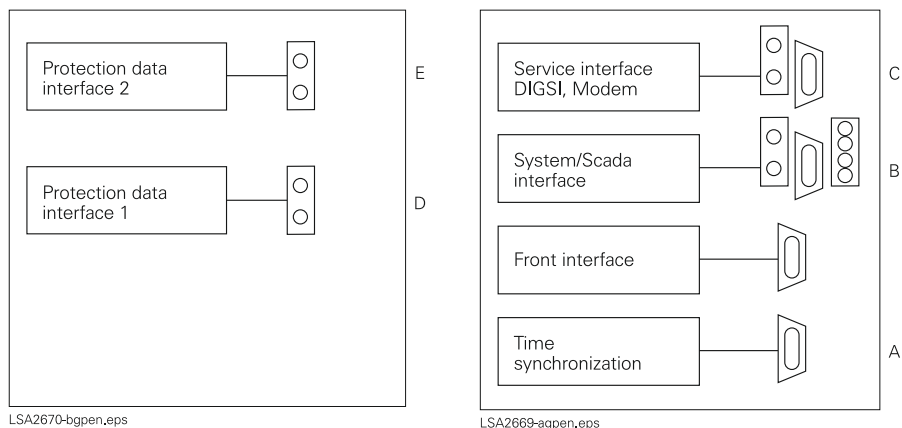 Protection data
interface 2
E
Protection data
interface 1
D
LSA2670-bgpen.eps
Service interface
DIGSI, Modem
C
System/Scada
interface
B
Front interface
Time
synchronization
A
LSA2669-agpen.eps